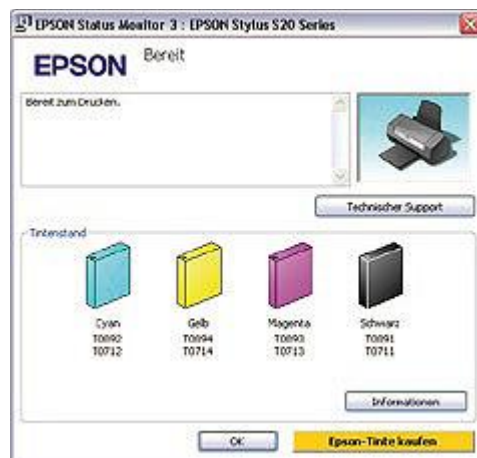 EPSON Status Monitor 3 : EPSON Stylus S20 Series
EPSON
Bereit
Bereit zum Drucken.
Technischer Support
Tintenstand
Cyan
T0892
T0712
Gelb
T0894
T0714
Magenta
T0893
T0713
Schwarz
T0891
T0711
Informationen
OK
Epson-Tinte kaufen